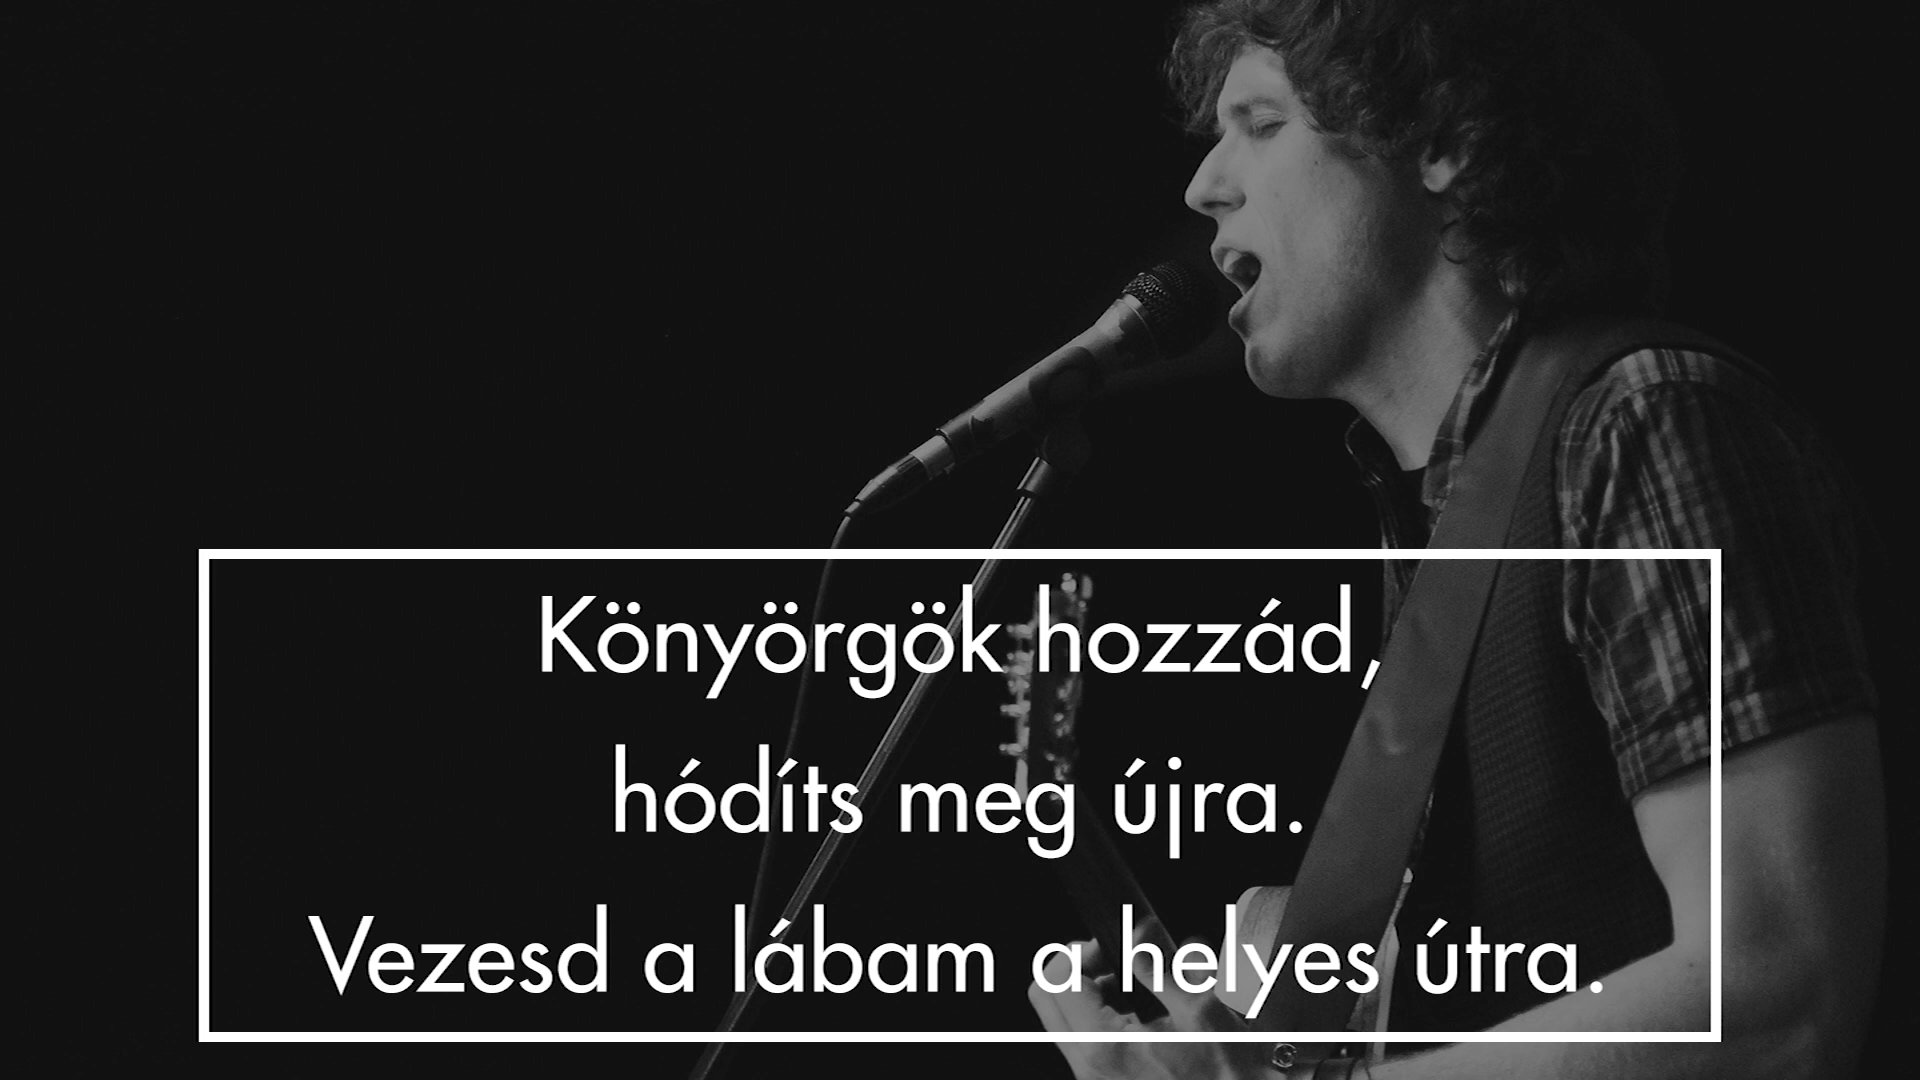 Könyörgök hozzád,
hódíts meg újra.
Vezesd a lábam a helyes útra.